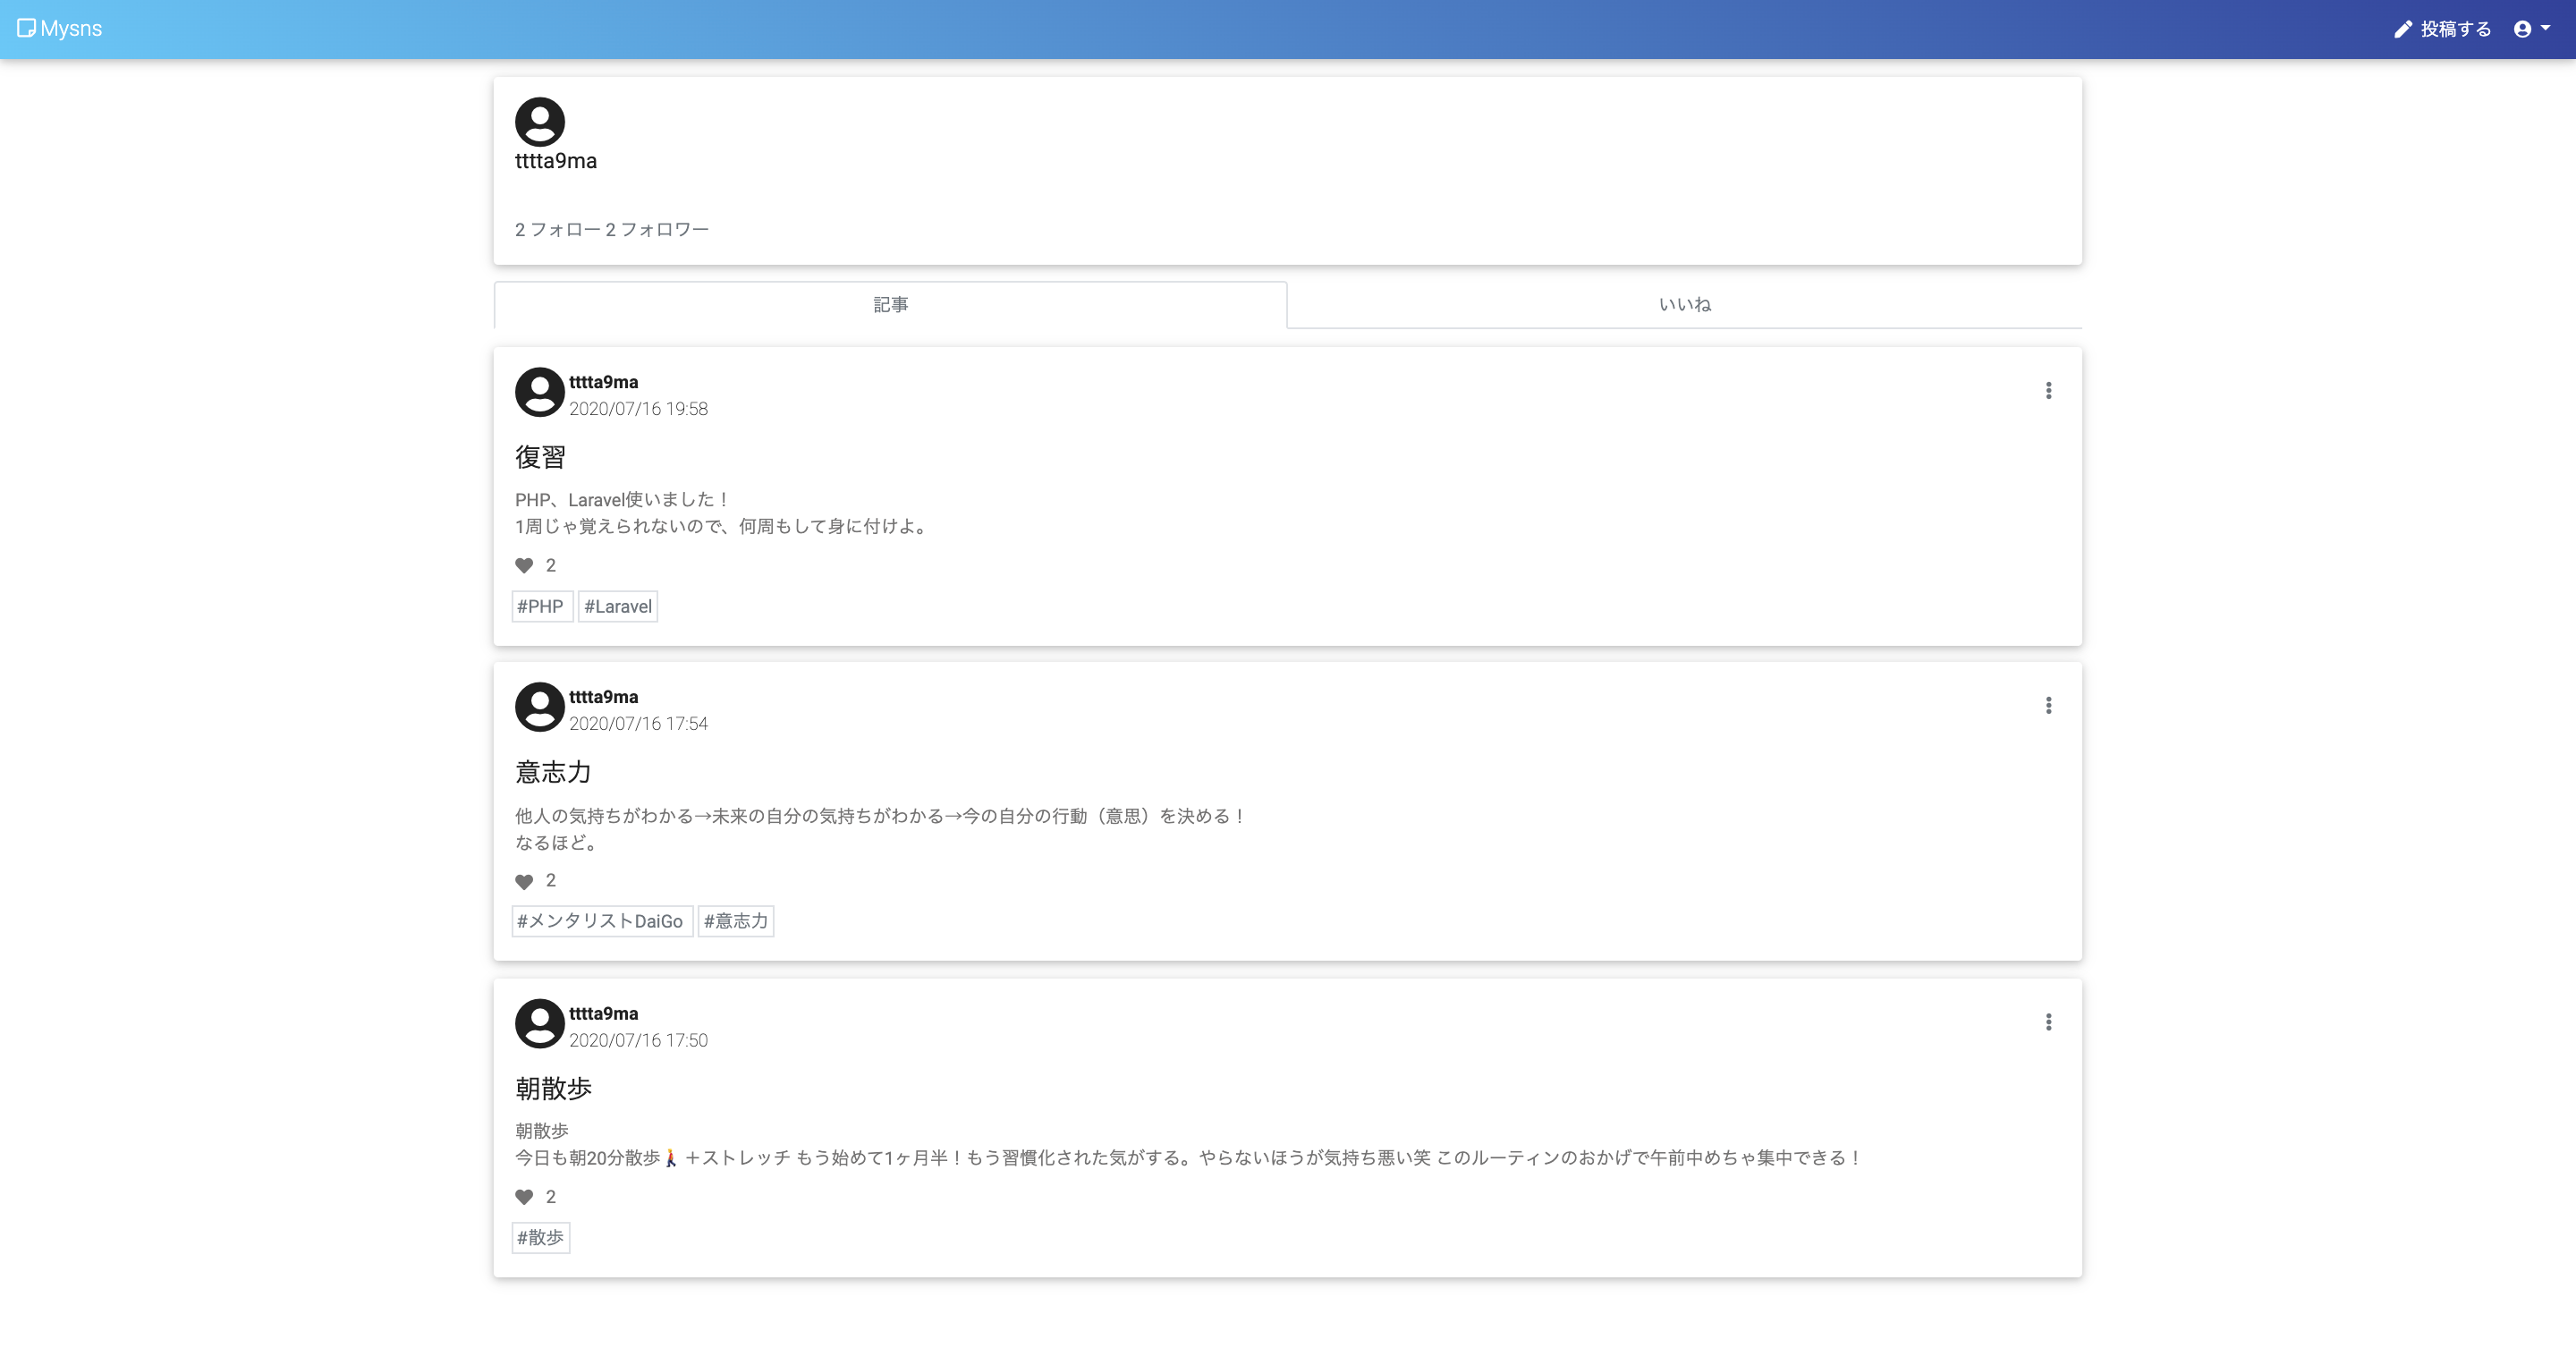 Mysns
投稿する
tttta9ma
2 フォロー 2 フォロワー
記事
いいね
tttta9ma
2020/07/16 19:58
復習
PHP、Laravel使いました！
1周じゃ覚えられないので、何周もして身に付けよ。
2
#PHP #Laravel
tttta9ma
2020/07/16 17:54
意志力
他人の気持ちがわかる→未来の自分の気持ちがわかる→今の自分の行動（意思）を決める！
なるほど。
2
#メンタリストDaiGo #意志力
tttta9ma
2020/07/16 17:50
朝散歩
朝散歩
今日も朝20分散歩🚶＋ストレッチ もう始めて1ヶ月半！もう習慣化された気がする。やらないほうが気持ち悪い笑 このルーティンのおかげで午前中めちゃ集中できる！
2
#散歩